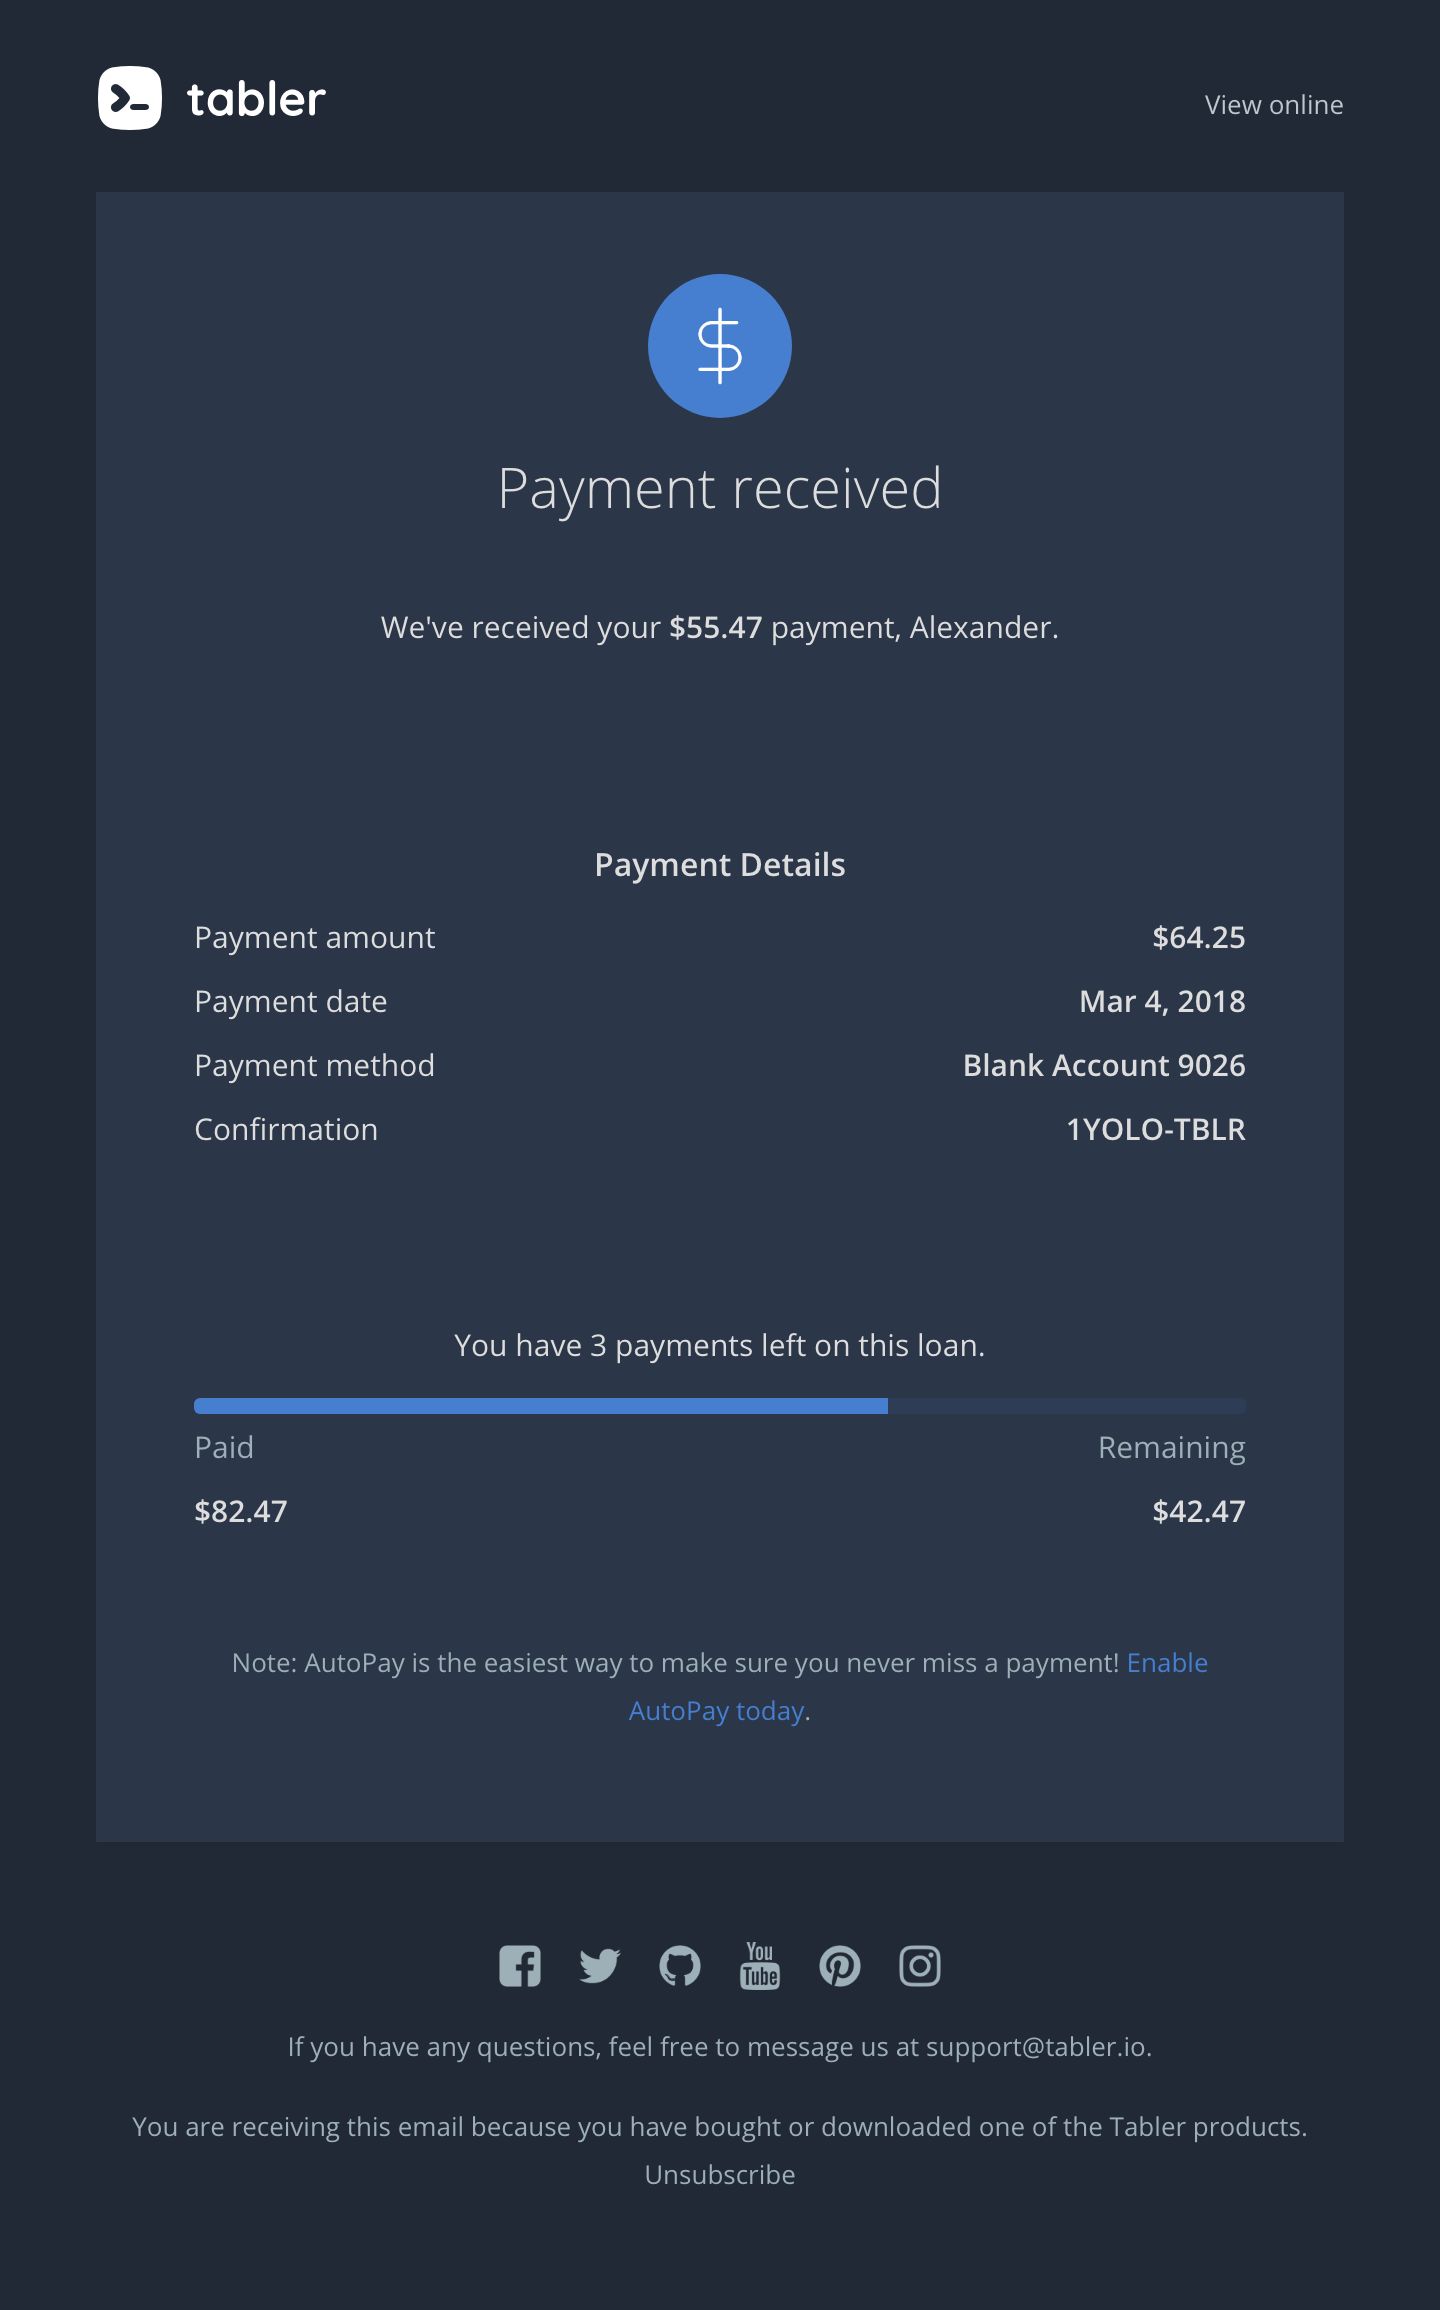 tabler
View online
$
Payment received
We've received your $55.47 payment, Alexander.
Payment Details
Payment amount $64.25
Payment date Mar 4, 2018
Payment method Blank Account 9026
Confirmation 1YOLO-TBLR
You have 3 payments left on this loan.
Paid Remaining
$82.47 $42.47
Note: AutoPay is the easiest way to make sure you never miss a payment! Enable
AutoPay today.
You
Tube
If you have any questions, feel free to message us at support@tabler.io.
You are receiving this email because you have bought or downloaded one of the Tabler products.
Unsubscribe